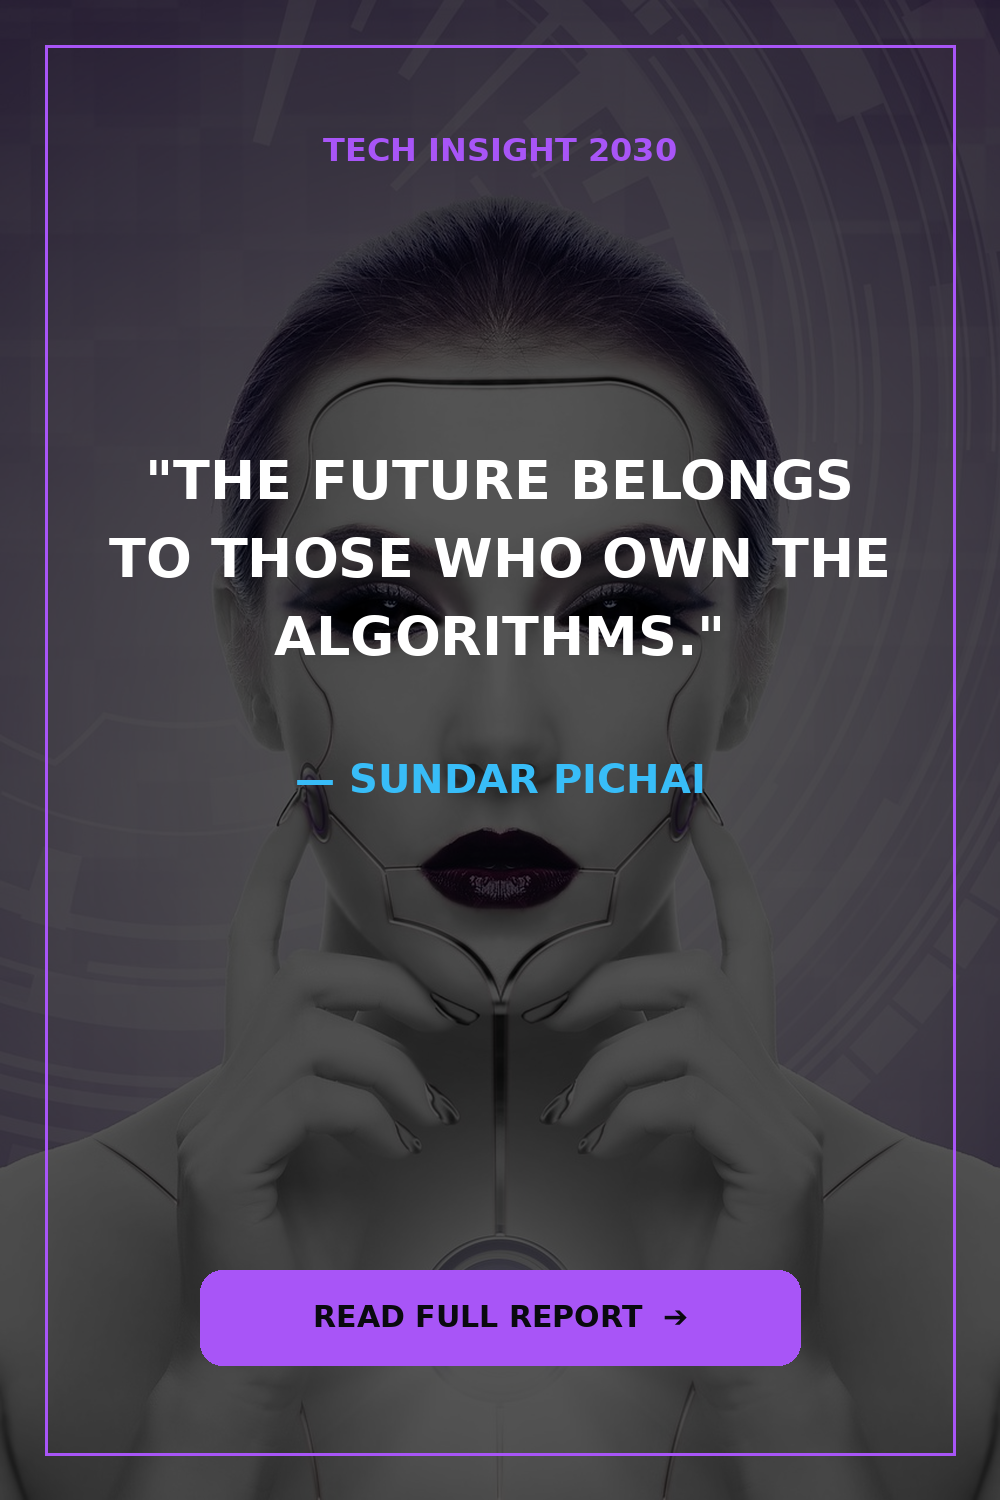 TECH INSIGHT 2030
"THE FUTURE BELONGS
TO THOSE WHO OWN THE
ALGORITHMS."
— SUNDAR PICHAI
READ FULL REPORT ➔